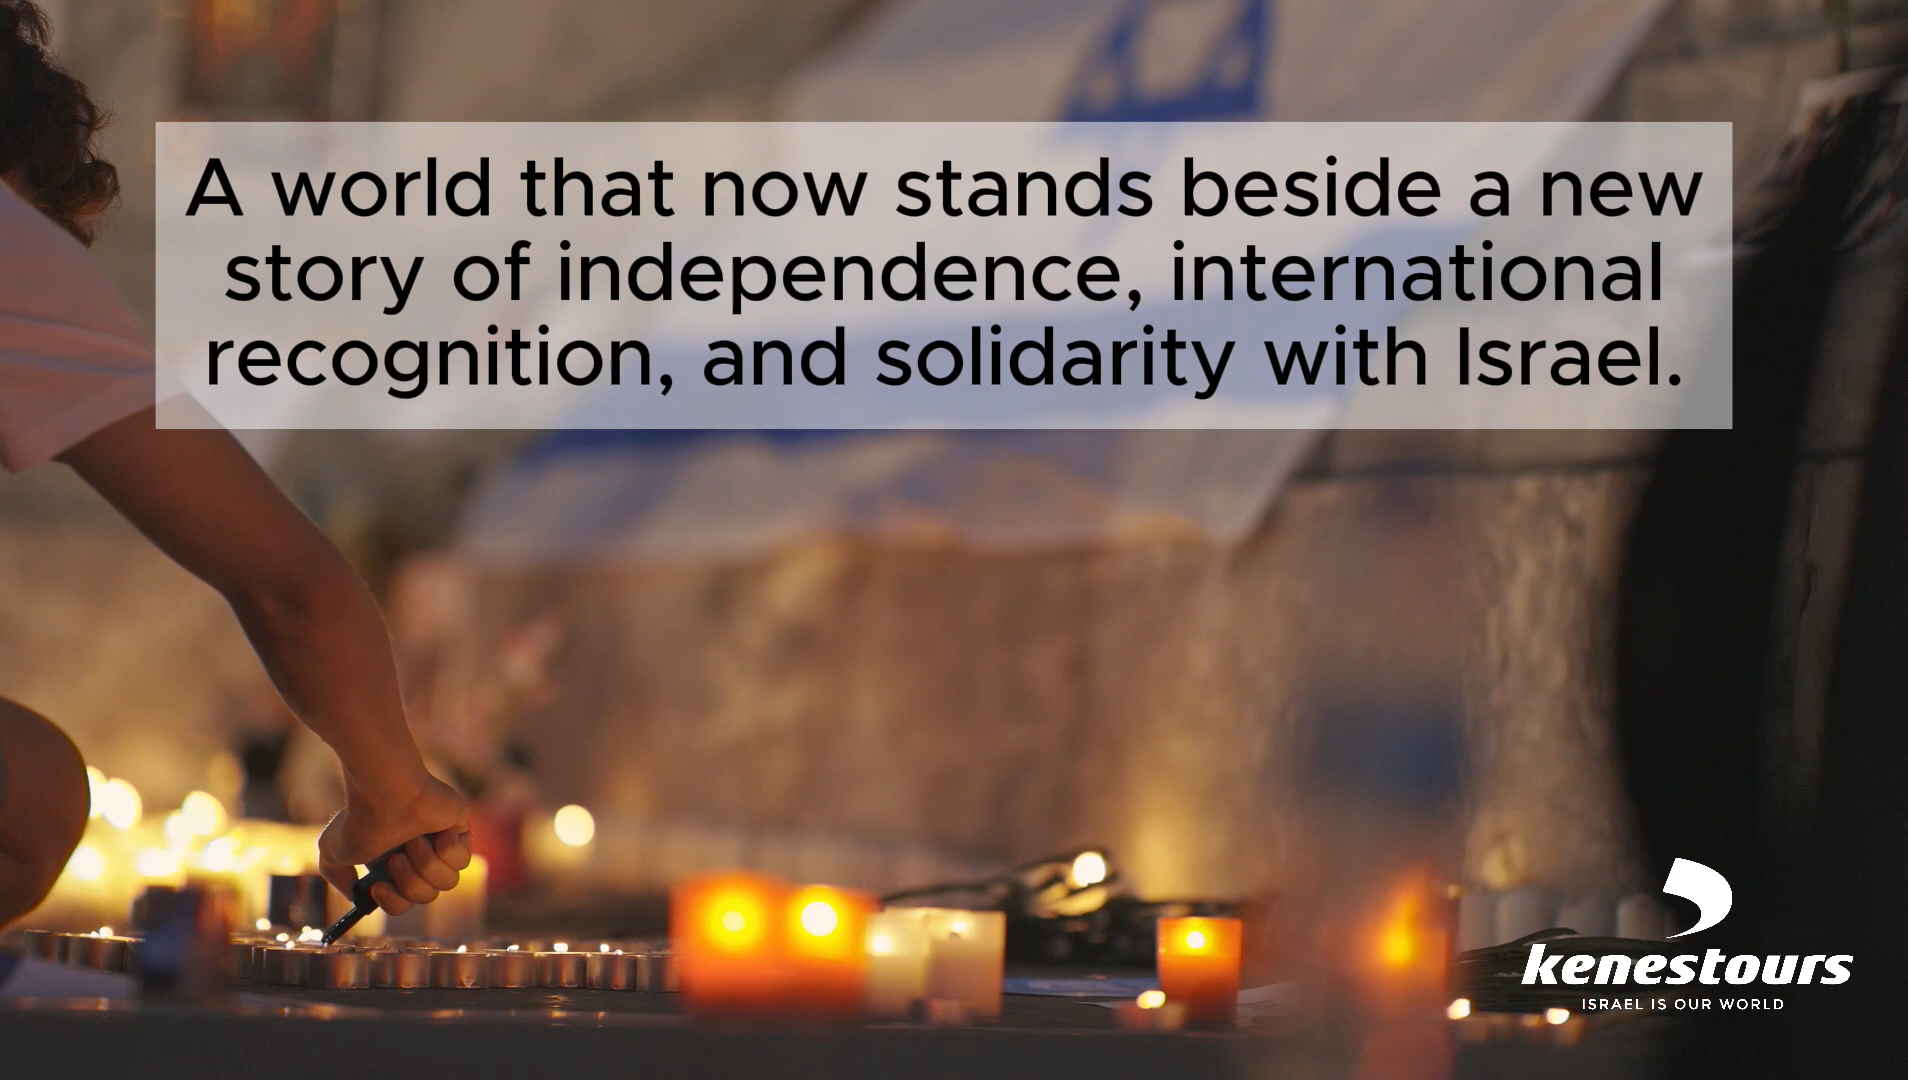 A world that now stands beside a new
story of independence, international
recognition, and solidarity with Israel.
kenestours
ISRAEL IS OUR WORLD